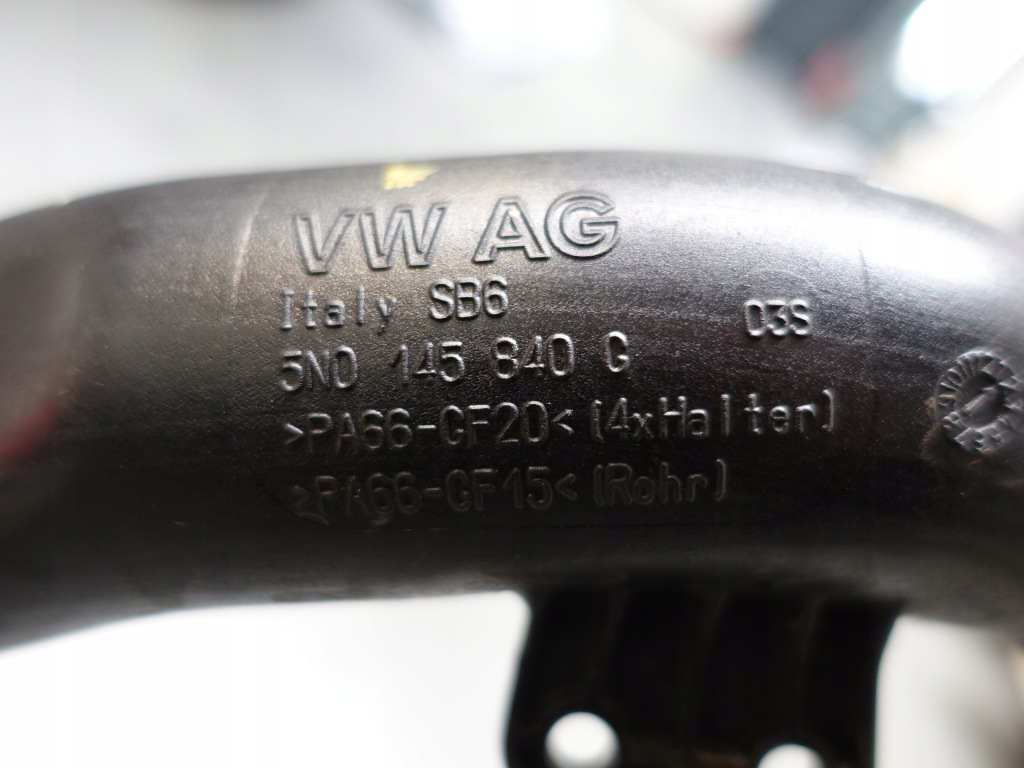 VW AG
Italy SB6
03S
5N0 145 840 G
>PA66-GF20< (4xHalter)
>PA66-GF15< (Rohr)